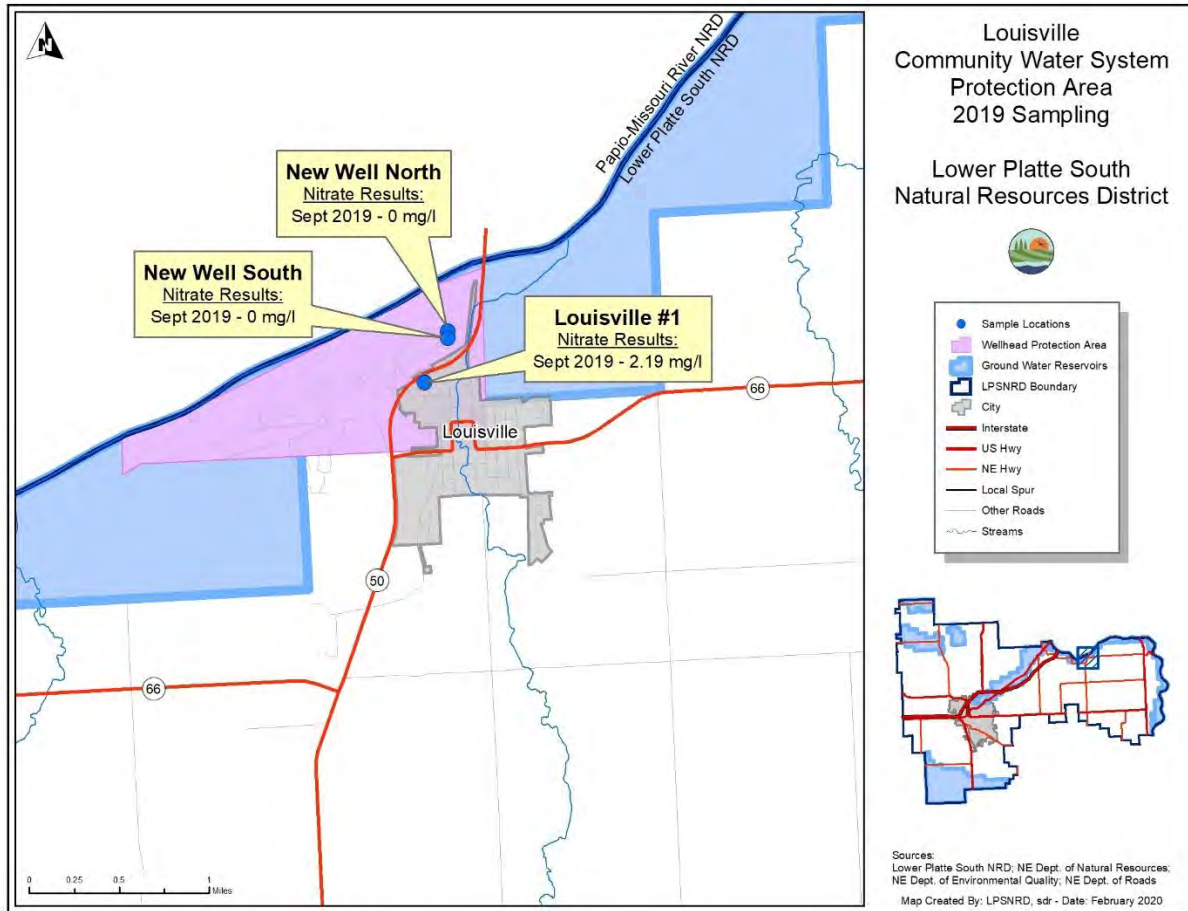 Louisville
Community Water System
Protection Area
2019 Sampling
Lower Platte South
Natural Resources District
N
Papio-Missouri River NRD
Lower Platte South NRD
New Well North
Nitrate Results:
Sept 2019 - 0 mg/l
New Well South
Nitrate Results:
Sept 2019 - 0 mg/l
Louisville #1
Nitrate Results:
Sept 2019 - 2.19 mg/l
66
Louisville
50
66
0 0.25 0.5 1
Miles
Sample Locations
Wellhead Protection Area
Ground Water Reservoirs
LPSNRD Boundary
City
Interstate
US Hwy
NE Hwy
Local Spur
Other Roads
Streams
Sources:
Lower Platte South NRD; NE Dept. of Natural Resources;
NE Dept. of Environmental Quality; NE Dept. of Roads
Map Created By: LPSNRD, sdr - Date: February 2020